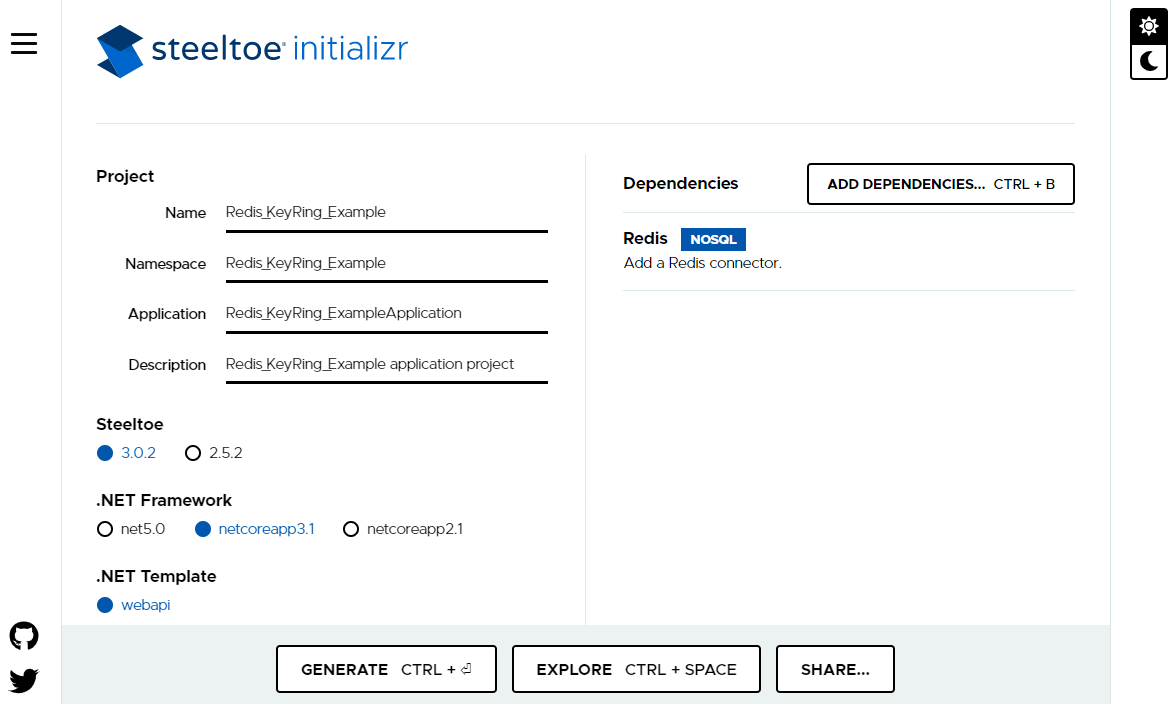 steeltoe® initializr
Project
Name Redis_KeyRing_Example
Namespace Redis_KeyRing_Example
Application Redis_KeyRing_ExampleApplication
Description Redis_KeyRing_Example application project
Steeltoe
3.0.2 2.5.2
.NET Framework
net5.0 netcoreapp3.1 netcoreapp2.1
.NET Template
webapi
Dependencies ADD DEPENDENCIES... CTRL + B
Redis NOSQL
Add a Redis connector.
GENERATE CTRL + ⏎ EXPLORE CTRL + SPACE SHARE...